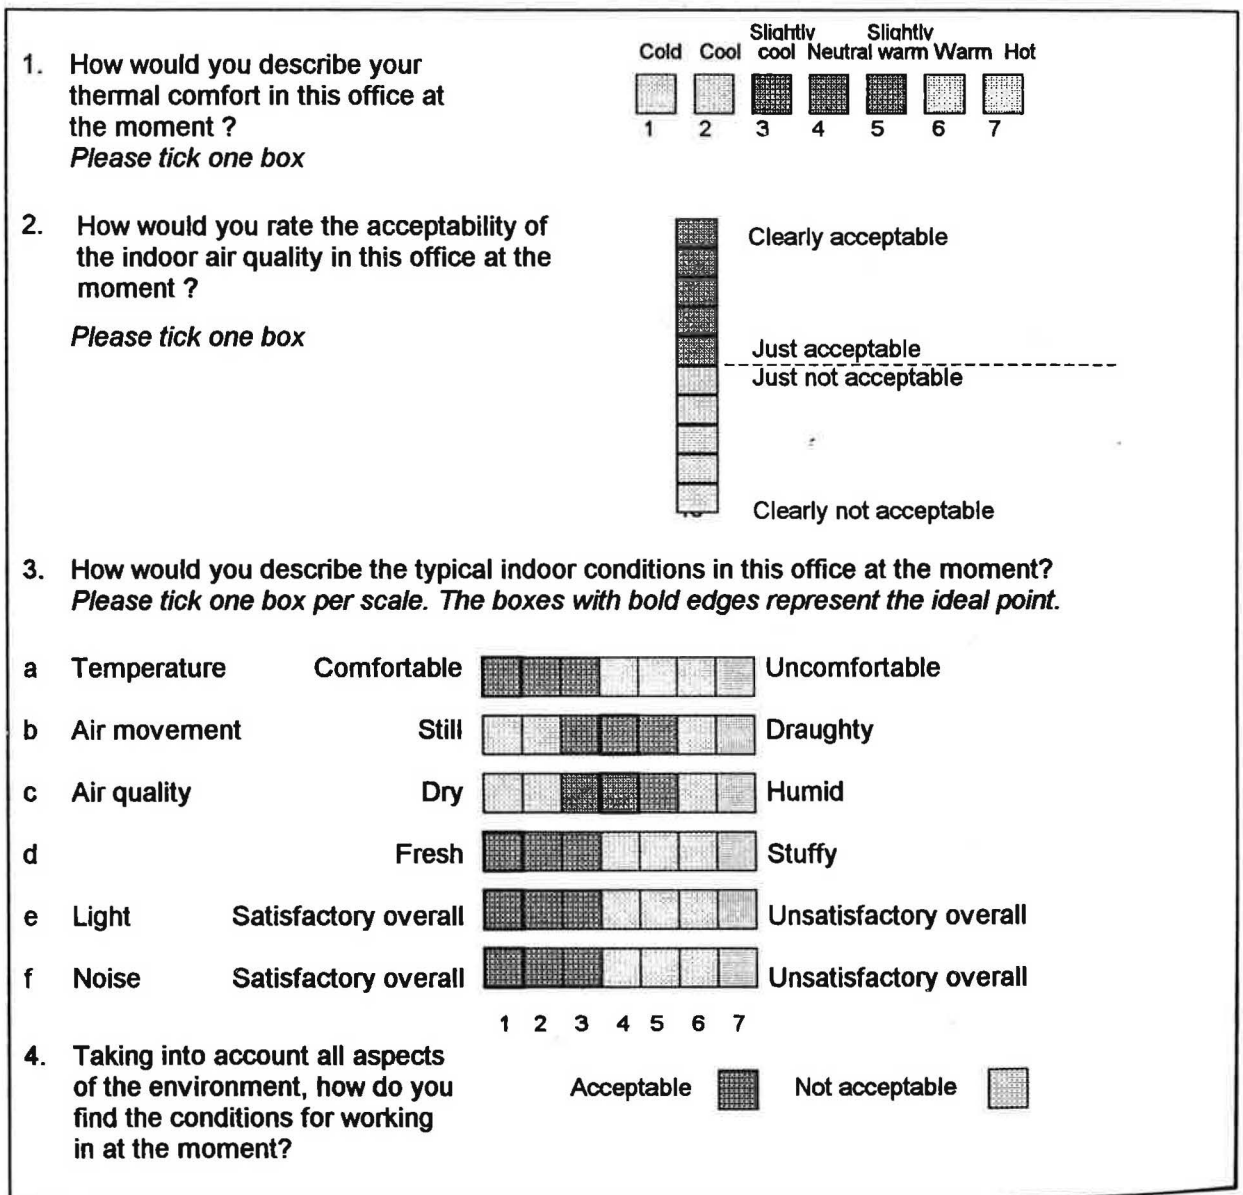 1. How would you describe your
thermal comfort in this office at
the moment ?
Please tick one box
Slightly Slightly
Cold Cool cool Neutral warm Warm Hot
1 2 3 4 5 6 7
2. How would you rate the acceptability of
the indoor air quality in this office at the
moment ?
Please tick one box
Clearly acceptable
Just acceptable
Just not acceptable
Clearly not acceptable
3. How would you describe the typical indoor conditions in this office at the moment?
Please tick one box per scale. The boxes with bold edges represent the ideal point.
a Temperature Comfortable Uncomfortable
b Air movement Still Draughty
c Air quality Dry Humid
d Fresh Stuffy
e Light Satisfactory overall Unsatisfactory overall
f Noise Satisfactory overall Unsatisfactory overall
1 2 3 4 5 6 7
4. Taking into account all aspects
of the environment, how do you
find the conditions for working
in at the moment?
Acceptable Not acceptable